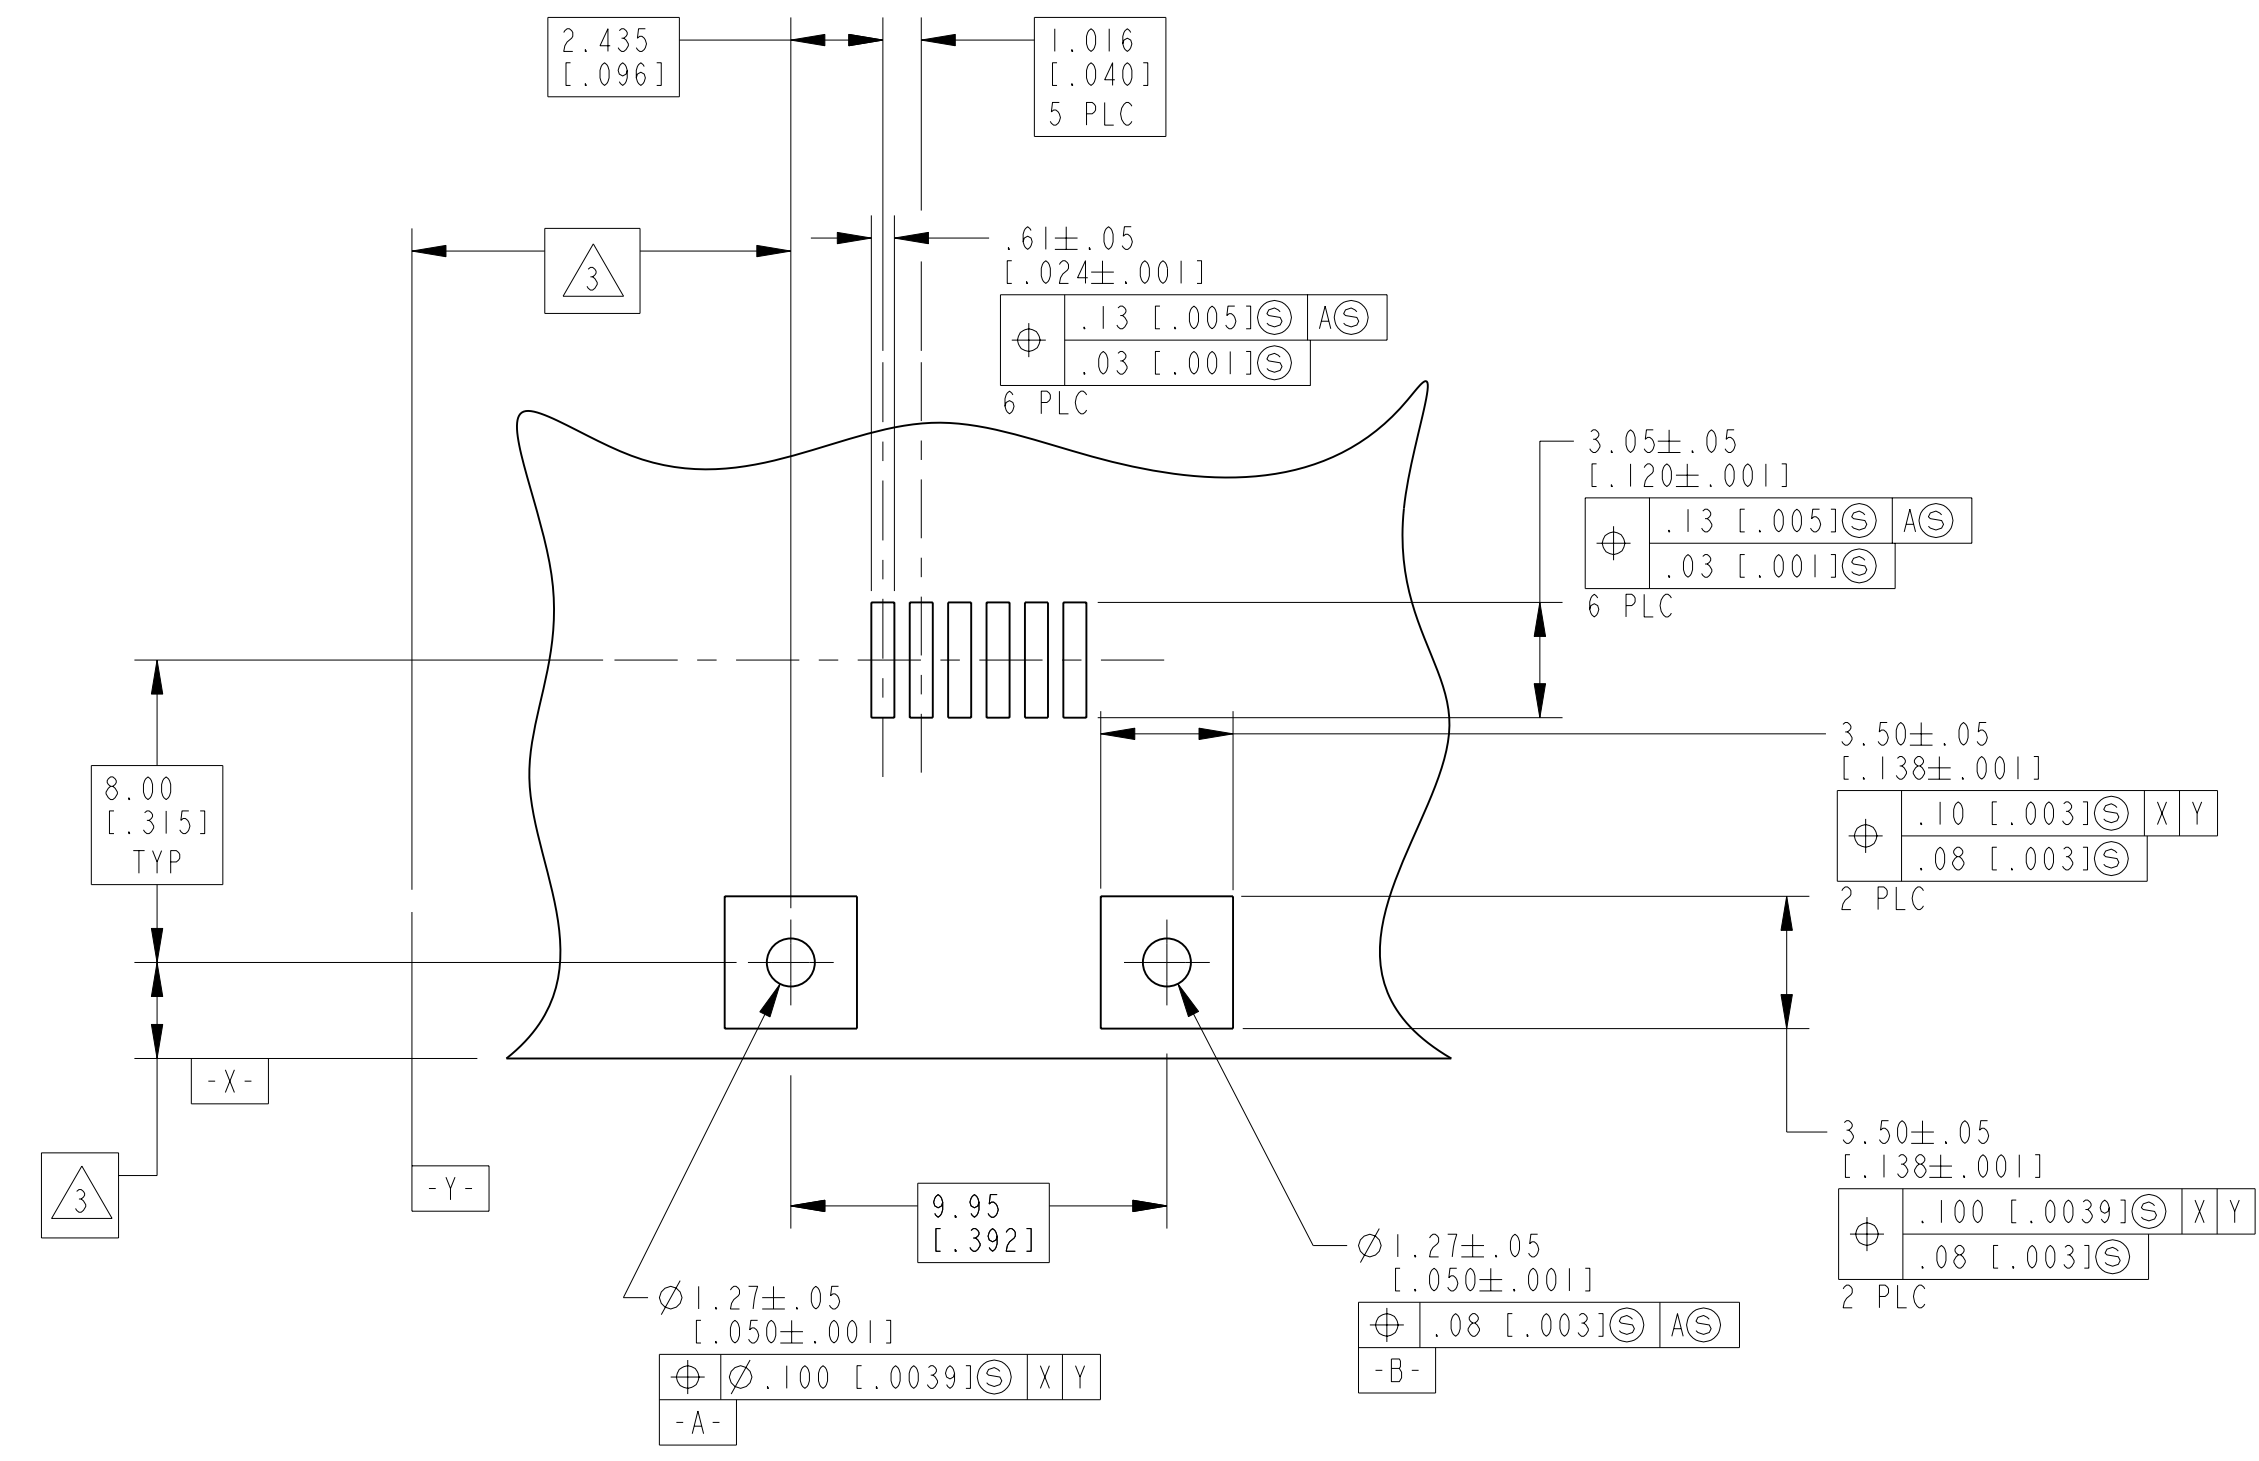 2.435
[.096]
1.016
[.040]
5 PLC
3
.61±.05
[.024±.001]
⌖ .13 [.005]Ⓢ AⓈ
.03 [.001]Ⓢ
6 PLC
3.05±.05
[.120±.001]
⌖ .13 [.005]Ⓢ AⓈ
.03 [.001]Ⓢ
6 PLC
3.50±.05
[.138±.001]
⌖ .10 [.003]Ⓢ X Y
.08 [.003]Ⓢ
2 PLC
8.00
[.315]
TYP
-X-
3
-Y-
9.95
[.392]
3.50±.05
[.138±.001]
⌖ .100 [.0039]Ⓢ X Y
.08 [.003]Ⓢ
2 PLC
⌀1.27±.05
[.050±.001]
⌖ ⌀.100 [.0039]Ⓢ X Y
-A-
⌀1.27±.05
[.050±.001]
⌖ .08 [.003]Ⓢ AⓈ
-B-